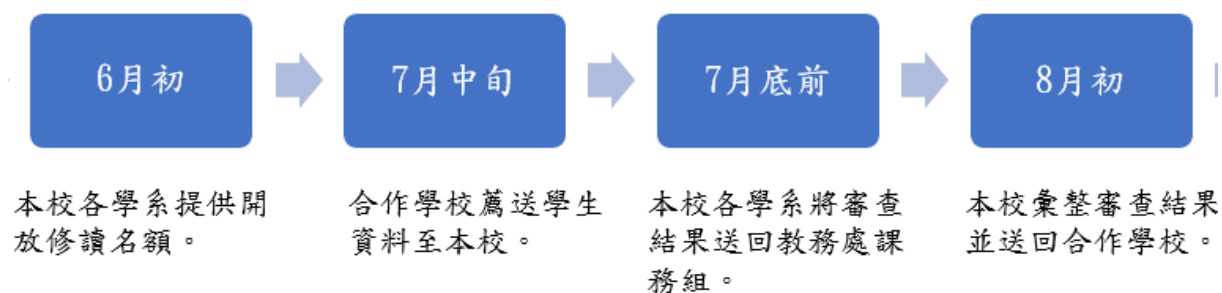 6月初
7月中旬
7月底前
8月初
本校各學系提供開
放修讀名額。
合作學校薦送學生
資料至本校。
本校各學系將審查
結果送回教務處課
務組。
本校彙整審查結果
並送回合作學校。